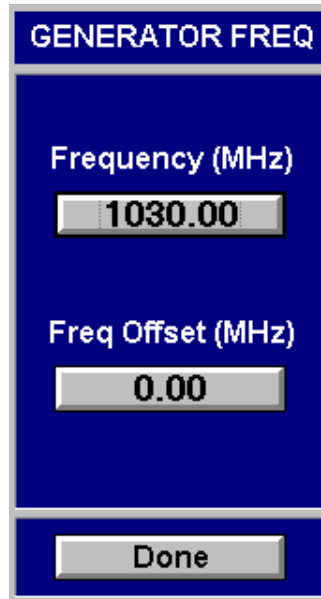 GENERATOR FREQ
Frequency (MHz)
1030.00
Freq Offset (MHz)
0.00
Done